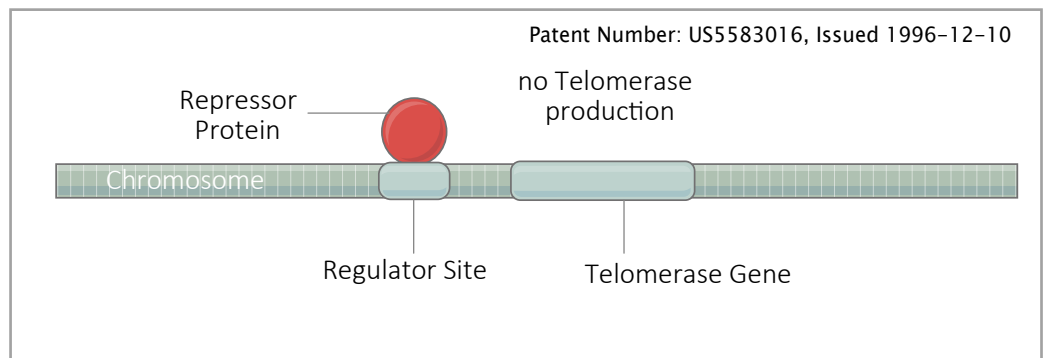 Patent Number: US5583016, Issued 1996-12-10
no Telomerase
production
Repressor
Protein
Chromosome
Regulator Site
Telomerase Gene